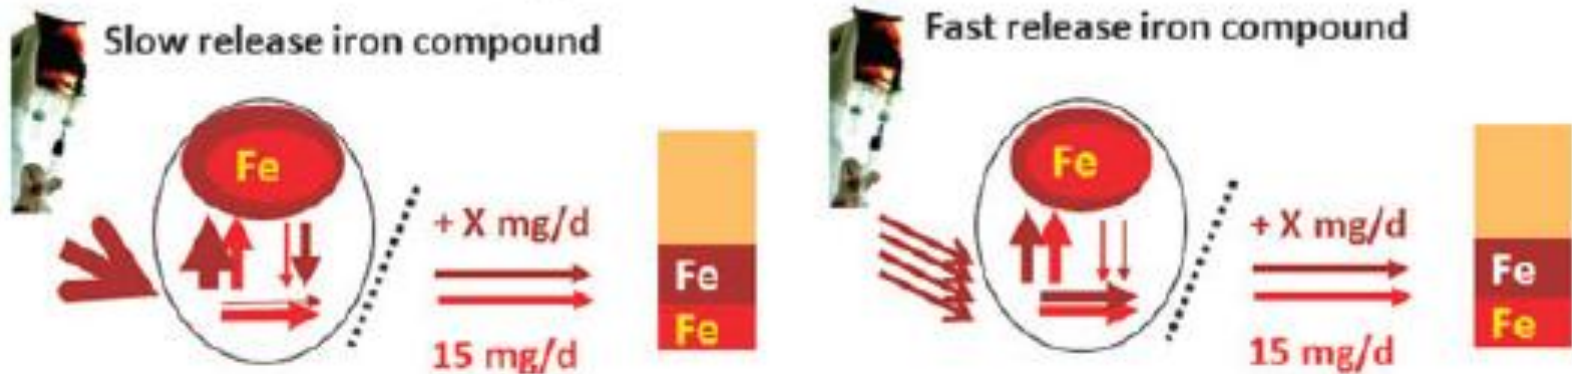 Slow release iron compound
Fe
+ X mg/d
15 mg/d
Fe
Fe
Fast release iron compound
Fe
+ X mg/d
15 mg/d
Fe
Fe